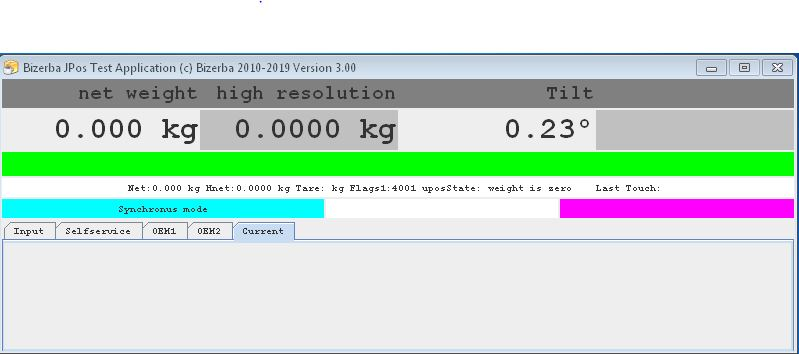 Bizerba JPos Test Application (c) Bizerba 2010-2019 Version 3.00
net weight high resolution Tilt
0.000 kg 0.0000 kg 0.23°
Net:0.000 kg Hnet:0.0000 kg Tare: kg Flags1:4001 uposState: weight is zero Last Touch:
Synchronus mode
Input Selfservice OEM1 OEM2 Current